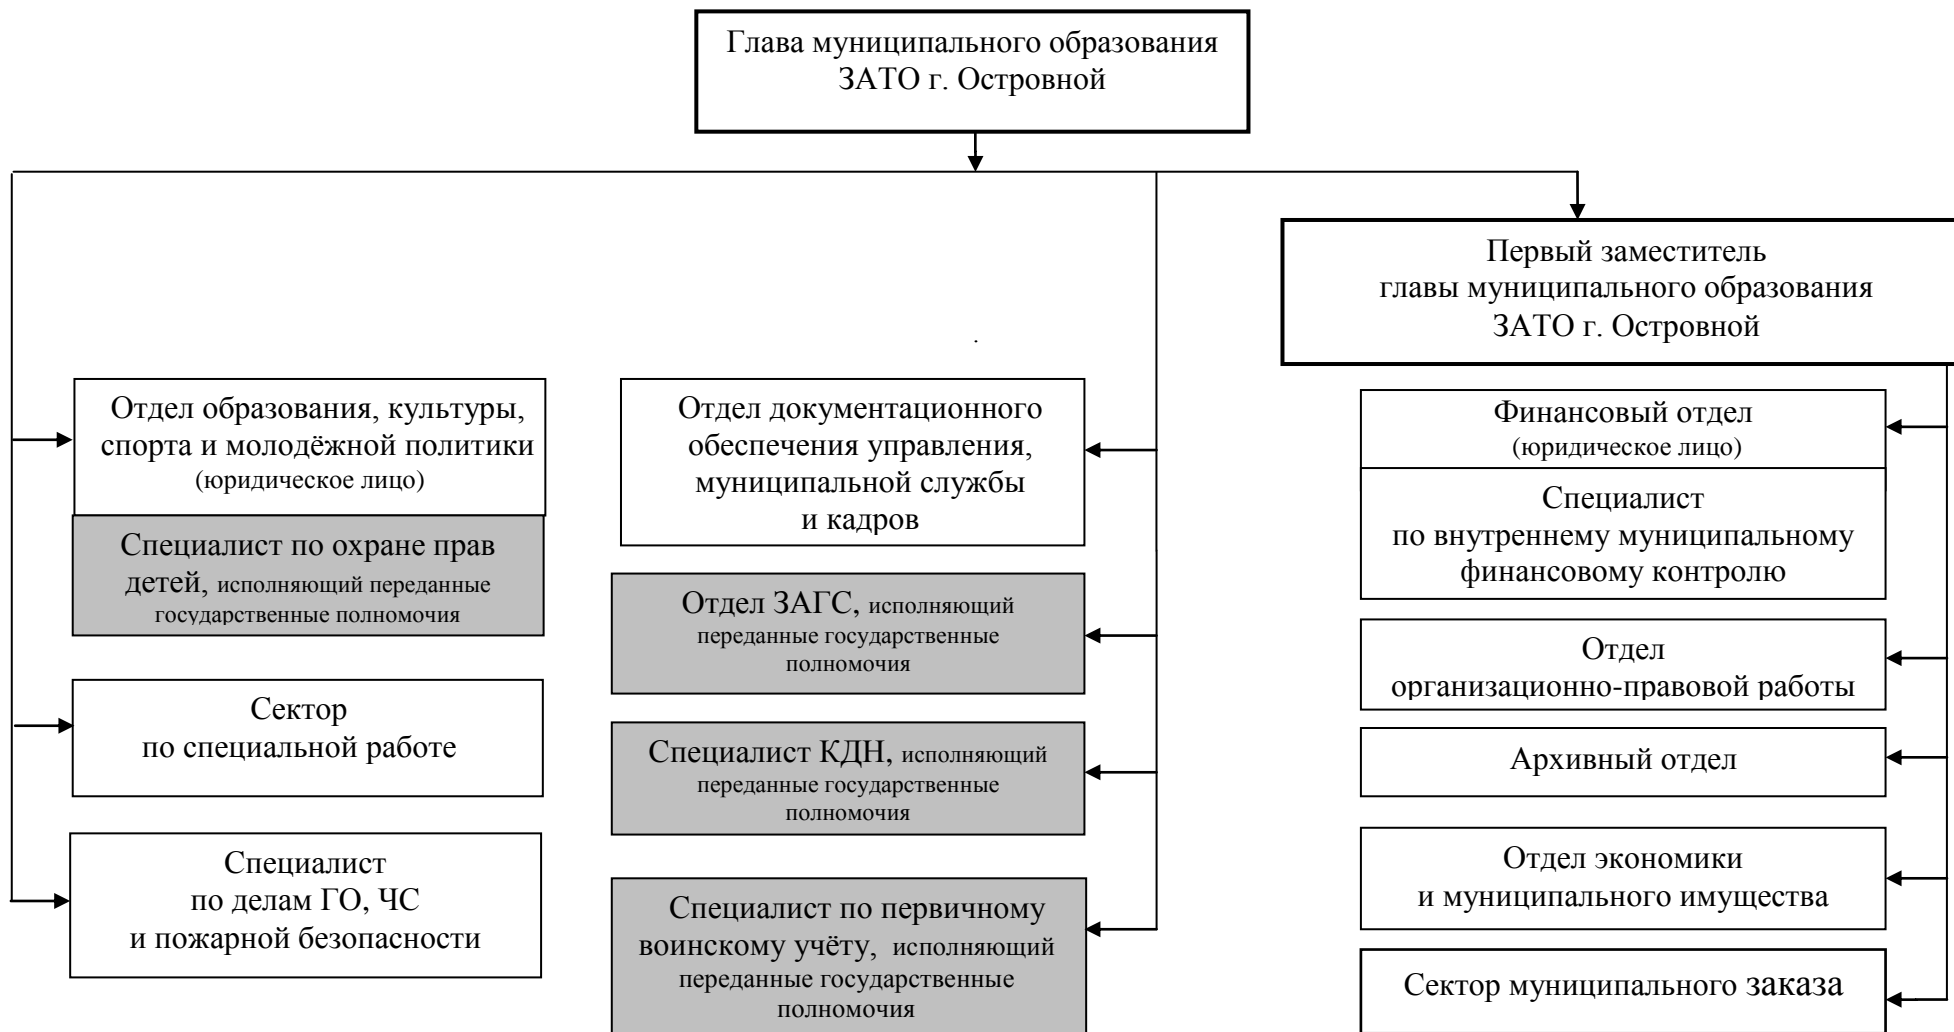 Глава муниципального образования
ЗАТО г. Островной
Первый заместитель
главы муниципального образования
ЗАТО г. Островной
Отдел образования, культуры,
спорта и молодёжной политики
(юридическое лицо)
Специалист по охране прав
детей, исполняющий переданные
государственные полномочия
Сектор
по специальной работе
Специалист
по делам ГО, ЧС
и пожарной безопасности
Отдел документационного
обеспечения управления,
муниципальной службы
и кадров
Отдел ЗАГС, исполняющий
переданные государственные
полномочия
Специалист КДН, исполняющий
переданные государственные
полномочия
Специалист по первичному
воинскому учёту, исполняющий
переданные государственные
полномочия
Финансовый отдел
(юридическое лицо)
Специалист
по внутреннему муниципальному
финансовому контролю
Отдел
организационно-правовой работы
Архивный отдел
Отдел экономики
и муниципального имущества
Сектор муниципального заказа